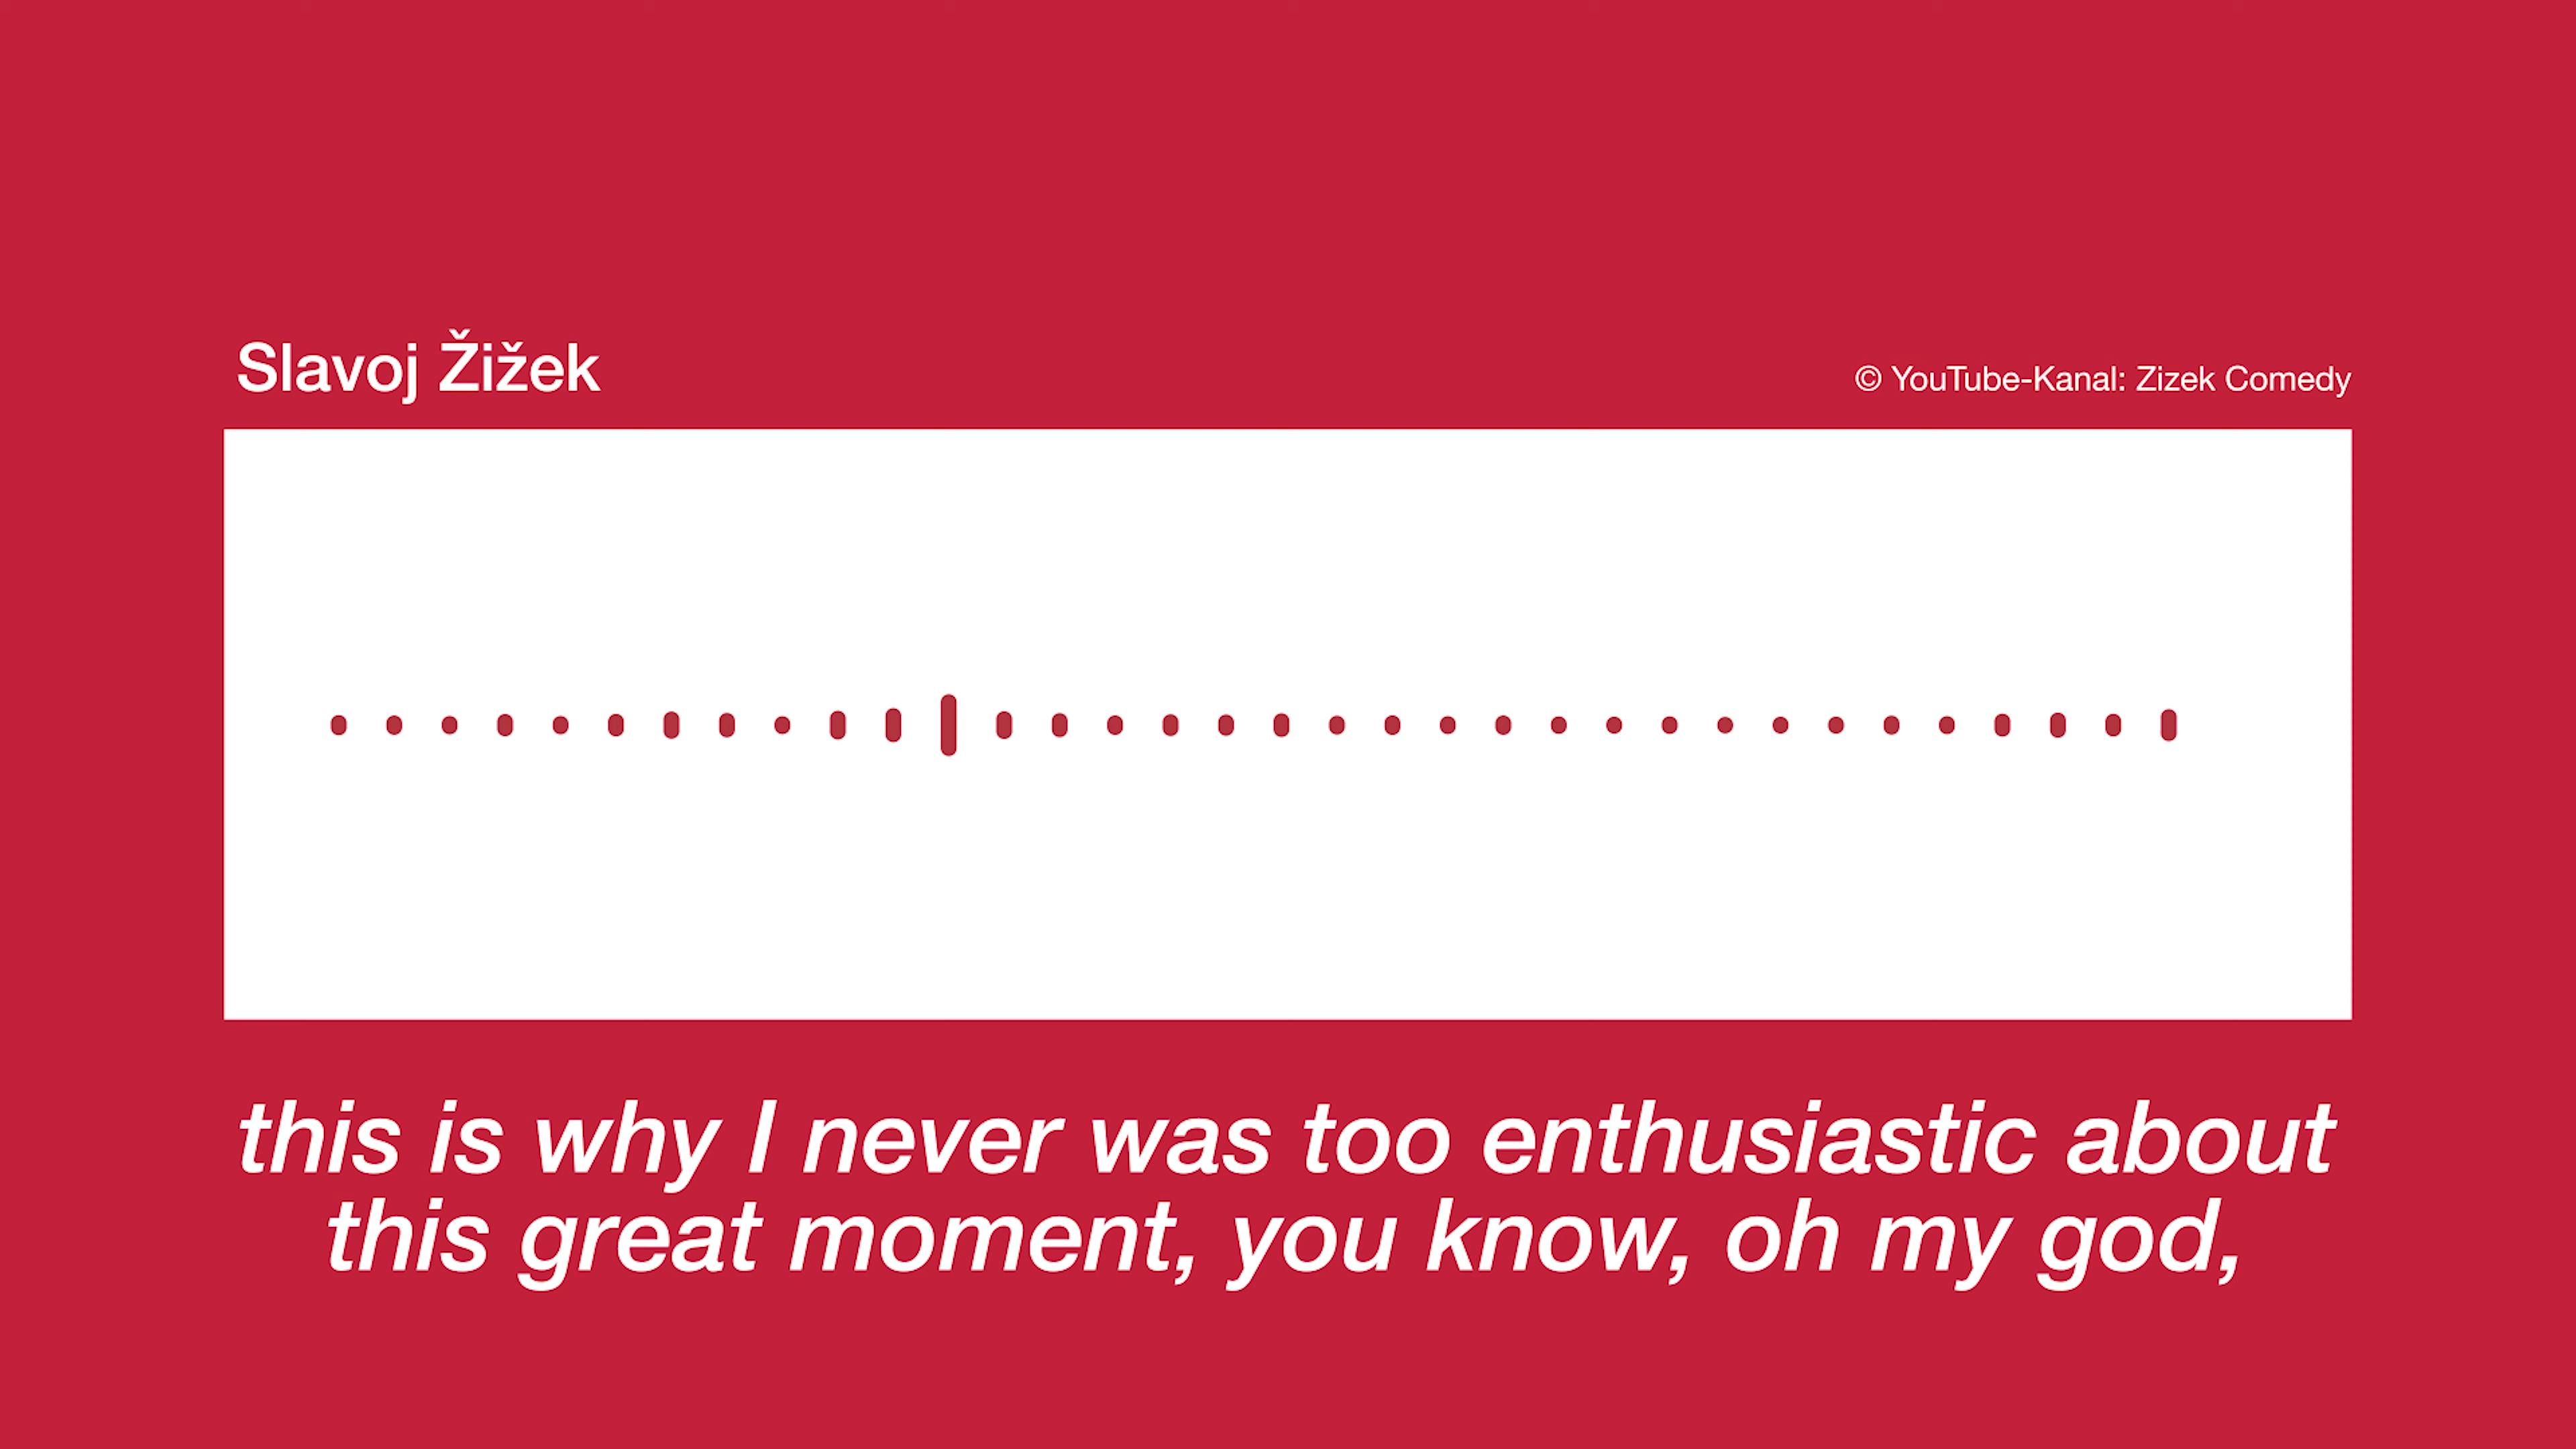 Slavoj Žižek
© YouTube-Kanal: Zizek Comedy
this is why I never was too enthusiastic about
this great moment, you know, oh my god,